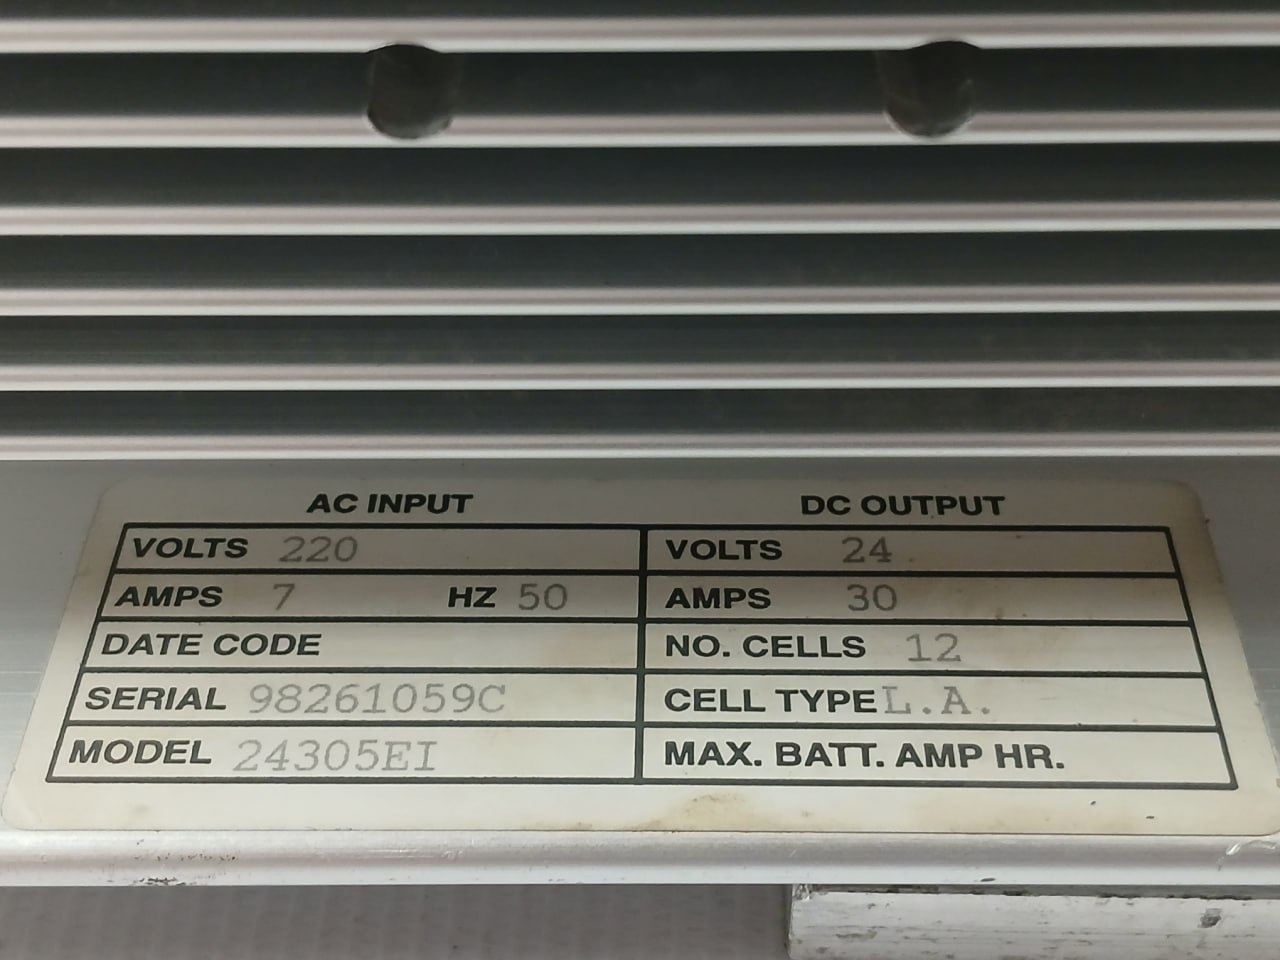 AC INPUT DC OUTPUT
VOLTS 220 VOLTS 24
AMPS 7 HZ 50 AMPS 30
DATE CODE NO. CELLS 12
SERIAL 98261059C CELL TYPE L.A.
MODEL 24305EI MAX. BATT. AMP HR.